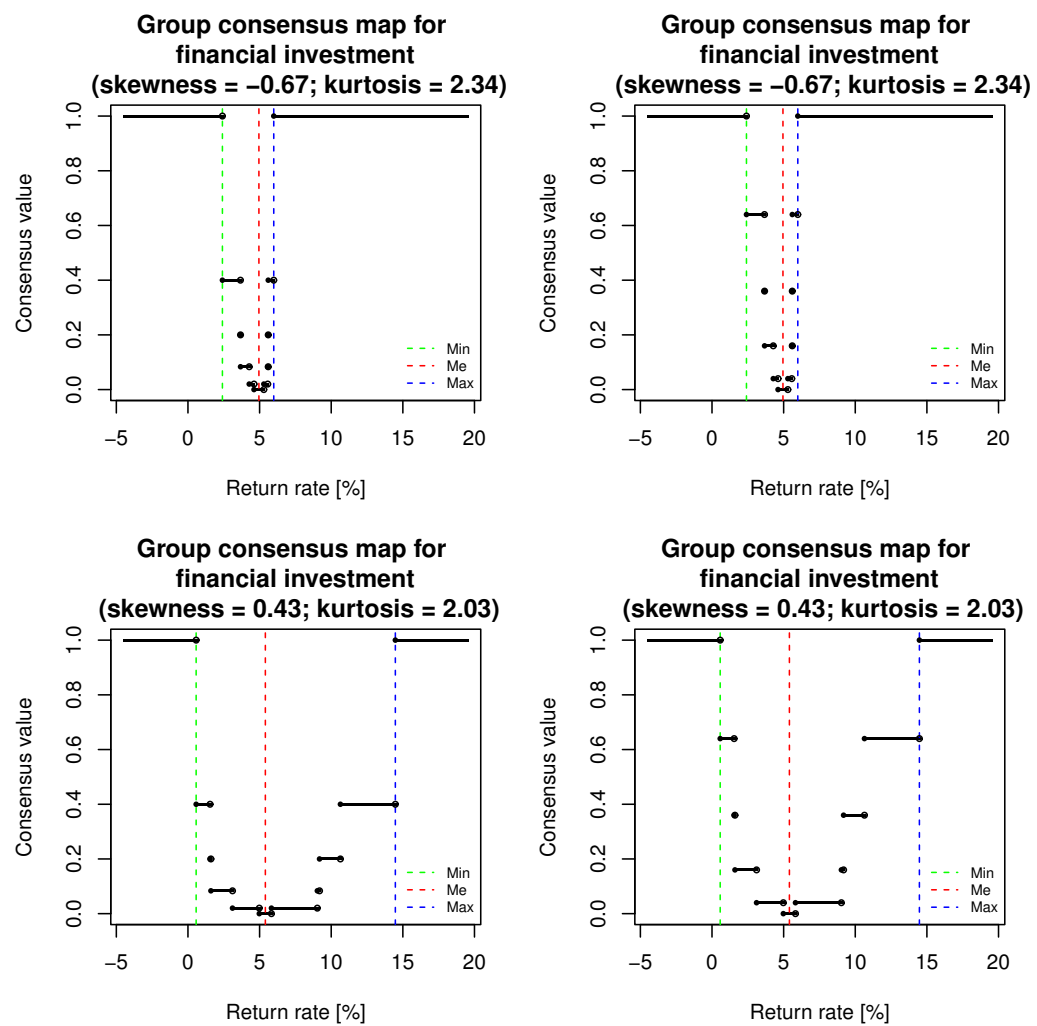 Group consensus map for
financial investment
(skewness = −0.67; kurtosis = 2.34)
Consensus value
1.0
0.8
0.6
0.4
0.2
0.0
Min
Me
Max
−5 0 5 10 15 20
Return rate [%]
Group consensus map for
financial investment
(skewness = −0.67; kurtosis = 2.34)
Consensus value
1.0
0.8
0.6
0.4
0.2
0.0
Min
Me
Max
−5 0 5 10 15 20
Return rate [%]
Group consensus map for
financial investment
(skewness = 0.43; kurtosis = 2.03)
Consensus value
1.0
0.8
0.6
0.4
0.2
0.0
Min
Me
Max
−5 0 5 10 15 20
Return rate [%]
Group consensus map for
financial investment
(skewness = 0.43; kurtosis = 2.03)
Consensus value
1.0
0.8
0.6
0.4
0.2
0.0
Min
Me
Max
−5 0 5 10 15 20
Return rate [%]